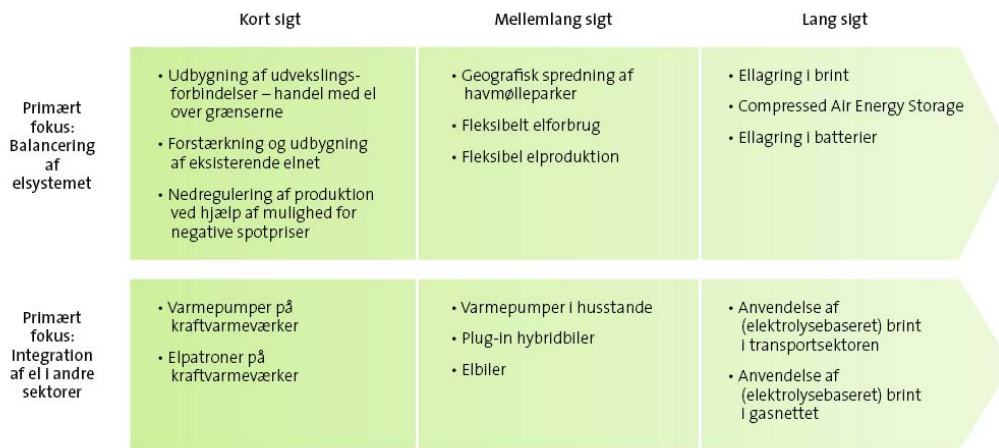 Kort sigt
Mellemlang sigt
Lang sigt
Primært
fokus:
Balancering
af
elsystemet
• Udbygning af udvekslings-
forbindelser – handel med el
over grænserne
• Forstærkning og udbygning
af eksisterende elnet
• Nedregulering af produktion
ved hjælp af mulighed for
negative spotpriser
• Geografisk spredning af
havmølleparker
• Fleksibelt elforbrug
• Fleksibel elproduktion
• Ellagring i brint
• Compressed Air Energy Storage
• Ellagring i batterier
Primært
fokus:
Integration
af el i andre
sektorer
• Varmepumper på
kraftvarmeværker
• Elpatroner på
kraftvarmeværker
• Varmepumper i husstande
• Plug-in hybridbiler
• Elbiler
• Anvendelse af
(elektrolysebaseret) brint
i transportsektoren
• Anvendelse af
(elektrolysebaseret) brint
i gasnettet